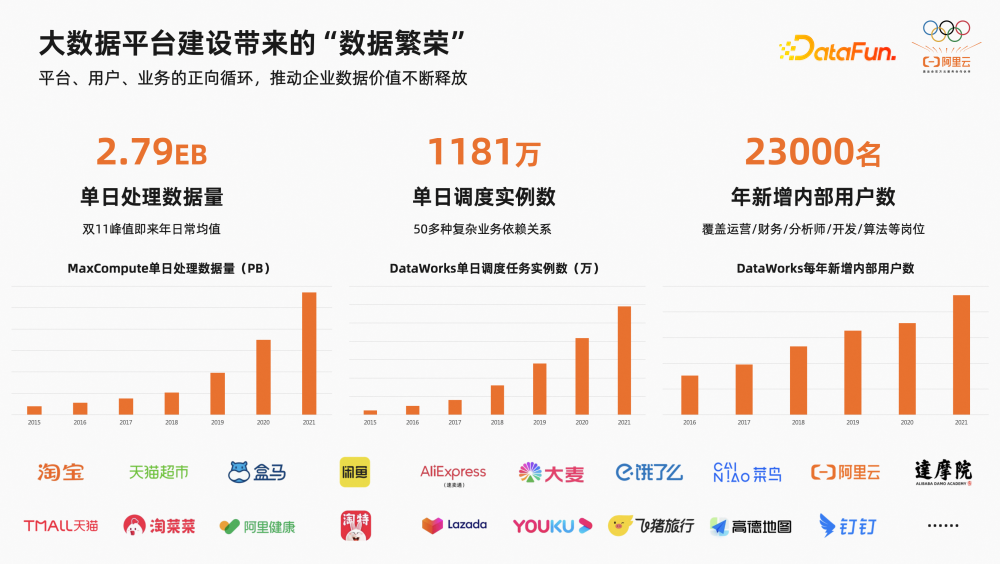 大数据平台建设带来的“数据繁荣”
平台、用户、业务的正向循环，推动企业数据价值不断释放
DataFun.
阿里云
2.79EB
单日处理数据量
双11峰值即来年日常均值
1181万
单日调度实例数
50多种复杂业务依赖关系
23000名
年新增内部用户数
覆盖运营/财务/分析师/开发/算法等岗位
MaxCompute单日处理数据量（PB）
2015 2016 2017 2018 2019 2020 2021
DataWorks单日调度任务实例数（万）
2015 2016 2017 2018 2019 2020 2021
DataWorks每年新增内部用户数
2016 2017 2018 2019 2020 2021
淘宝 天猫超市 盒马 闲鱼 AliExpress 大麦 饿了么 CAINIAO菜鸟 阿里云 達摩院
（速卖通）
ALIBABA DAMO ACADEMY
TMALL天猫 淘菜菜 阿里健康 淘特 Lazada YOUKU 飞猪旅行 高德地图 钉钉 ······